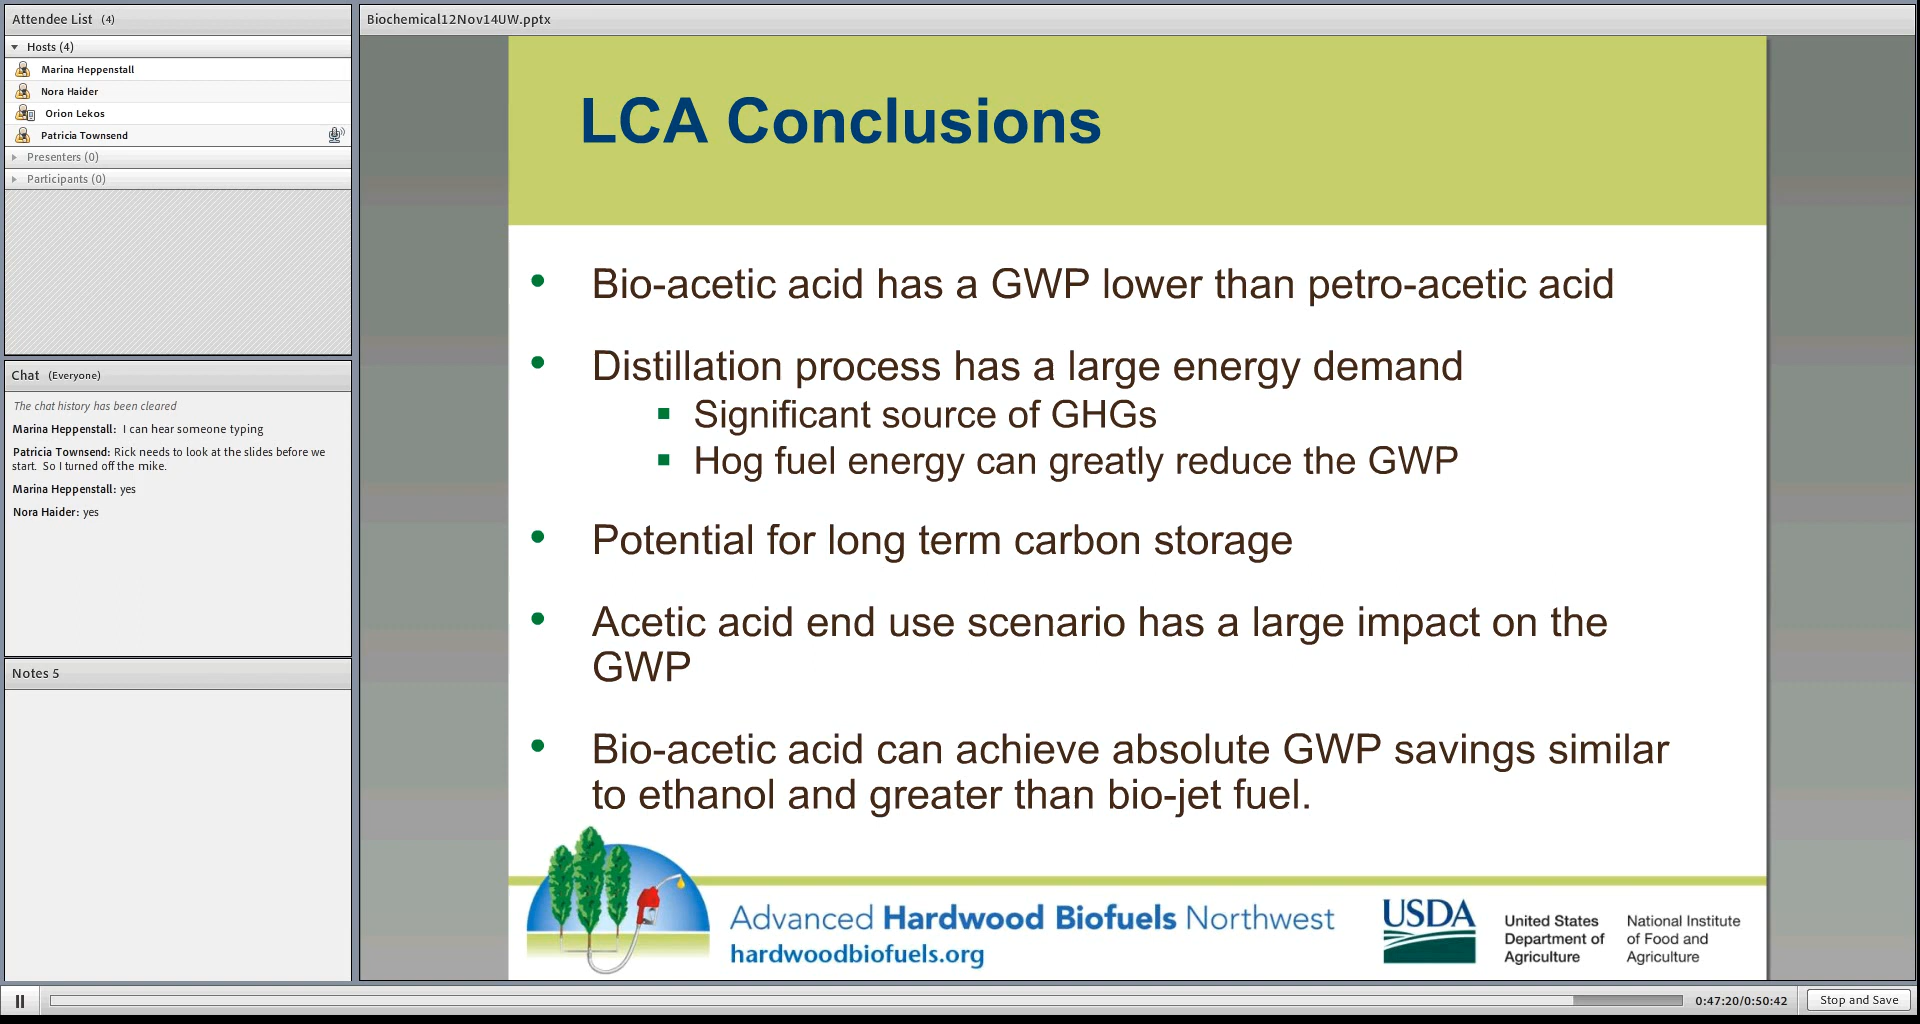 Attendee List (4)
Hosts (4)
Marina Heppenstall
Nora Haider
Orion Lekos
Patricia Townsend
Presenters (0)
Participants (0)
Chat (Everyone)
The chat history has been cleared
Marina Heppenstall: I can hear someone typing
Patricia Townsend: Rick needs to look at the slides before we
start. So I turned off the mike.
Marina Heppenstall: yes
Nora Haider: yes
Notes 5
Biochemical12Nov14UW.pptx
LCA Conclusions
• Bio-acetic acid has a GWP lower than petro-acetic acid
• Distillation process has a large energy demand
▪ Significant source of GHGs
▪ Hog fuel energy can greatly reduce the GWP
• Potential for long term carbon storage
• Acetic acid end use scenario has a large impact on the
GWP
• Bio-acetic acid can achieve absolute GWP savings similar
to ethanol and greater than bio-jet fuel.
Advanced Hardwood Biofuels Northwest
hardwoodbiofuels.org
USDA
United States
Department of
Agriculture
National Institute
of Food and
Agriculture
0:47:20/0:50:42
Stop and Save